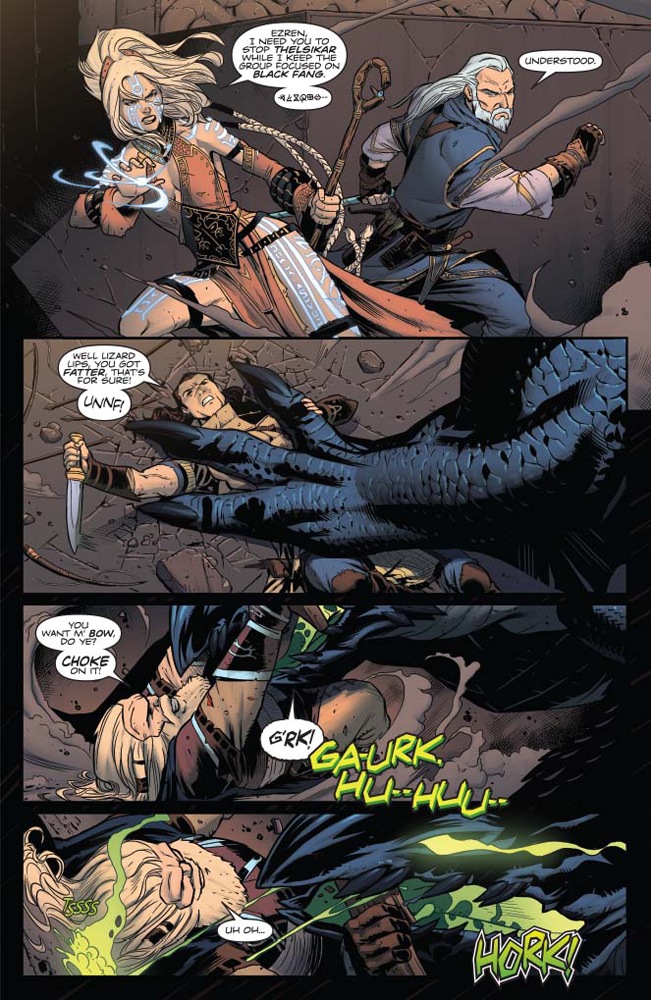 EZREN,
I NEED YOU TO
STOP THELSIKAR
WHILE I KEEP THE
GROUP FOCUSED ON
BLACK FANG.
UNDERSTOOD.
WELL LIZARD
LIPS, YOU GOT
FATTER, THAT'S
FOR SURE!
UNNF!
YOU
WANT M' BOW,
DO YE?
CHOKE
ON IT!
G'RK!
GA-URK,
HU--HUU--
TSSSS
UH OH...
HORK!